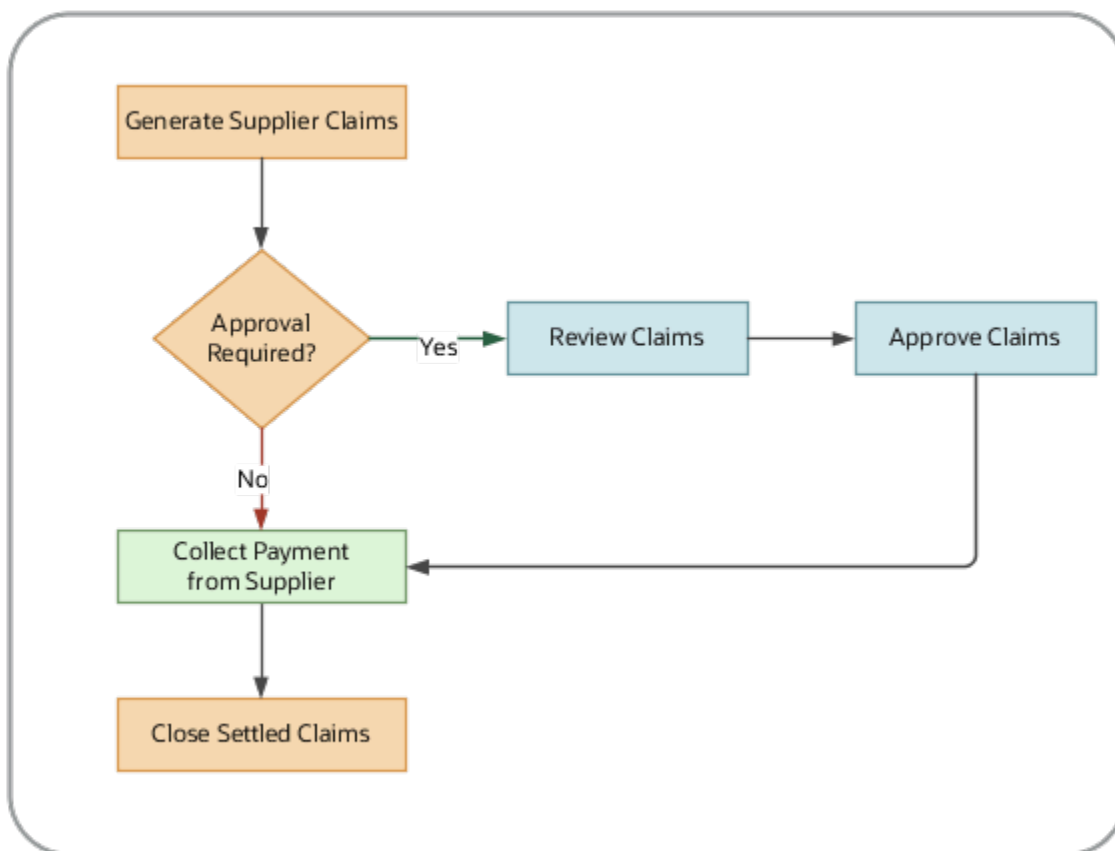 Generate Supplier Claims
Approval
Required?
Yes
Review Claims
Approve Claims
No
Collect Payment
from Supplier
Close Settled Claims